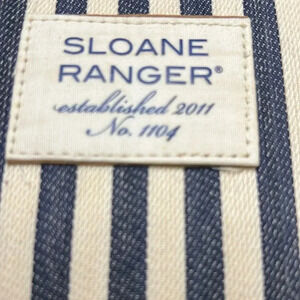 SLOANE
RANGER®
established 2011
No. 1104